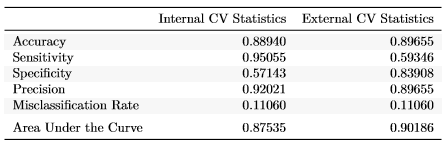 Internal CV Statistics External CV Statistics
Accuracy 0.88940 0.89655
Sensitivity 0.95055 0.59346
Specificity 0.57143 0.83908
Precision 0.92021 0.89655
Misclassification Rate 0.11060 0.11060
Area Under the Curve 0.87535 0.90186